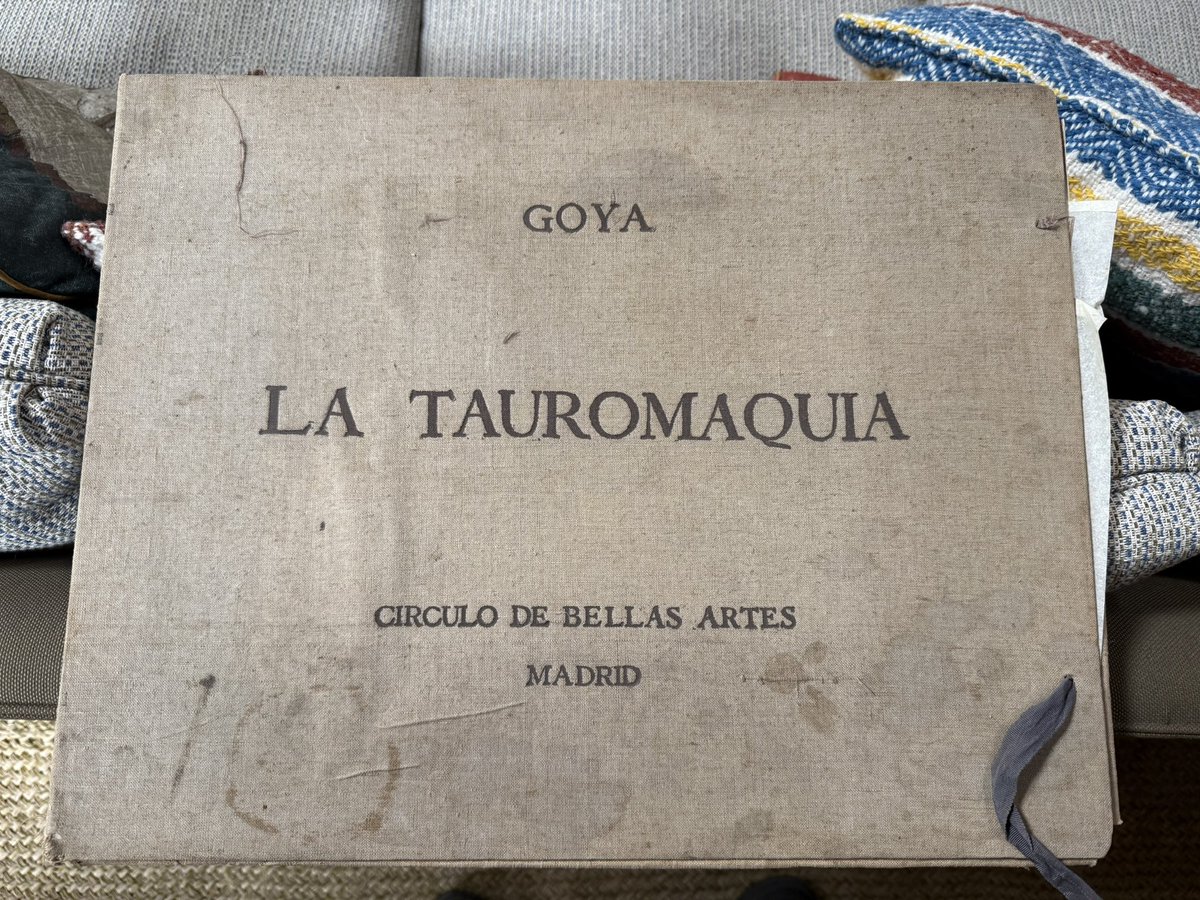 GOYA
LA TAUROMAQUIA
CIRCULO DE BELLAS ARTES
MADRID